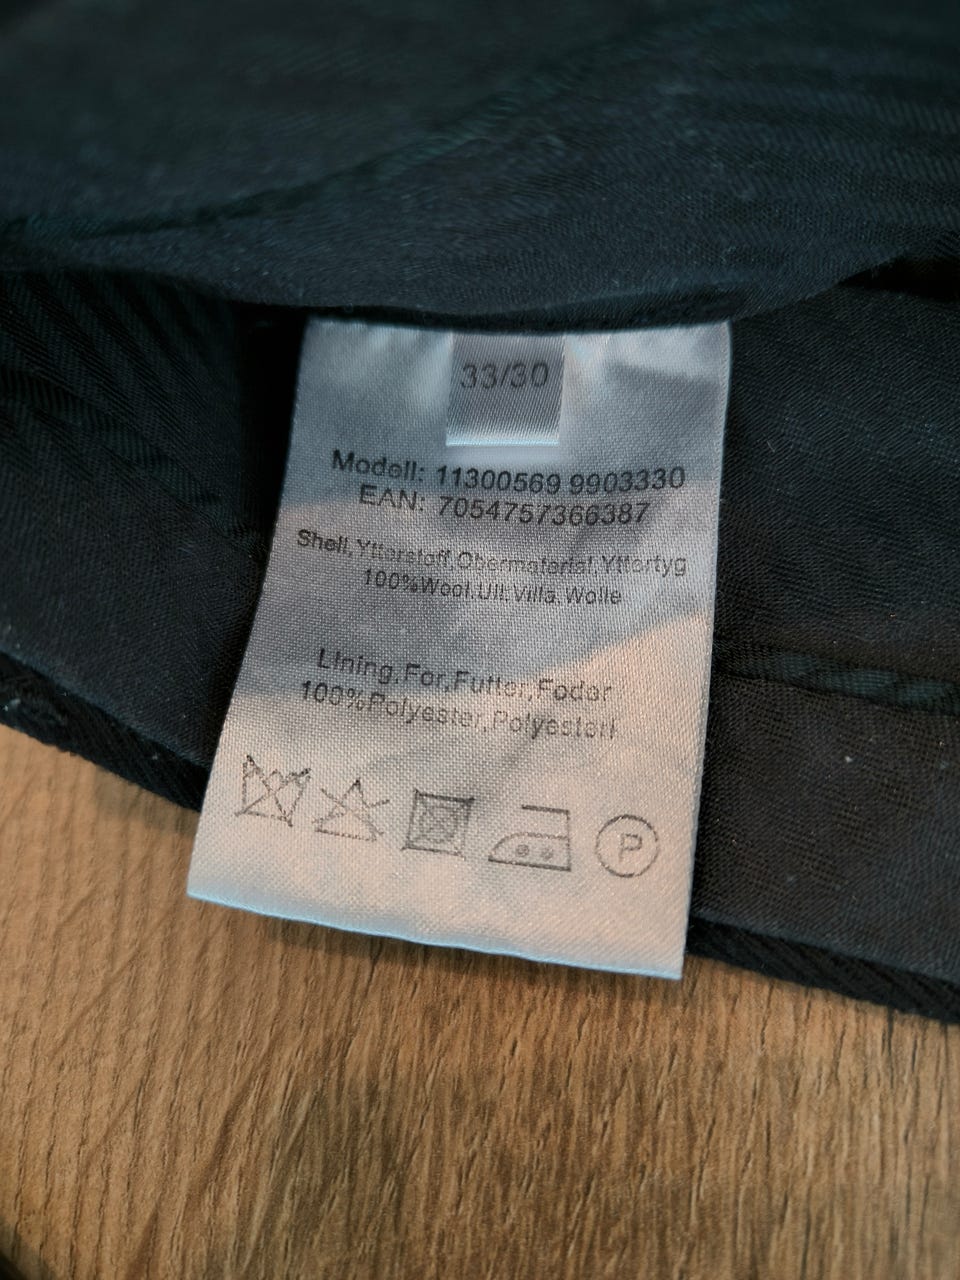 33/30
Modell: 11300569 9903330
EAN: 7054757366387
Shell,Ytterstoff,Obermaterial,Yttertyg
100%Wool,Ull,Villa,Wolle
Lining,For,Futter,Foder
100%Polyester,Polyesteri
P